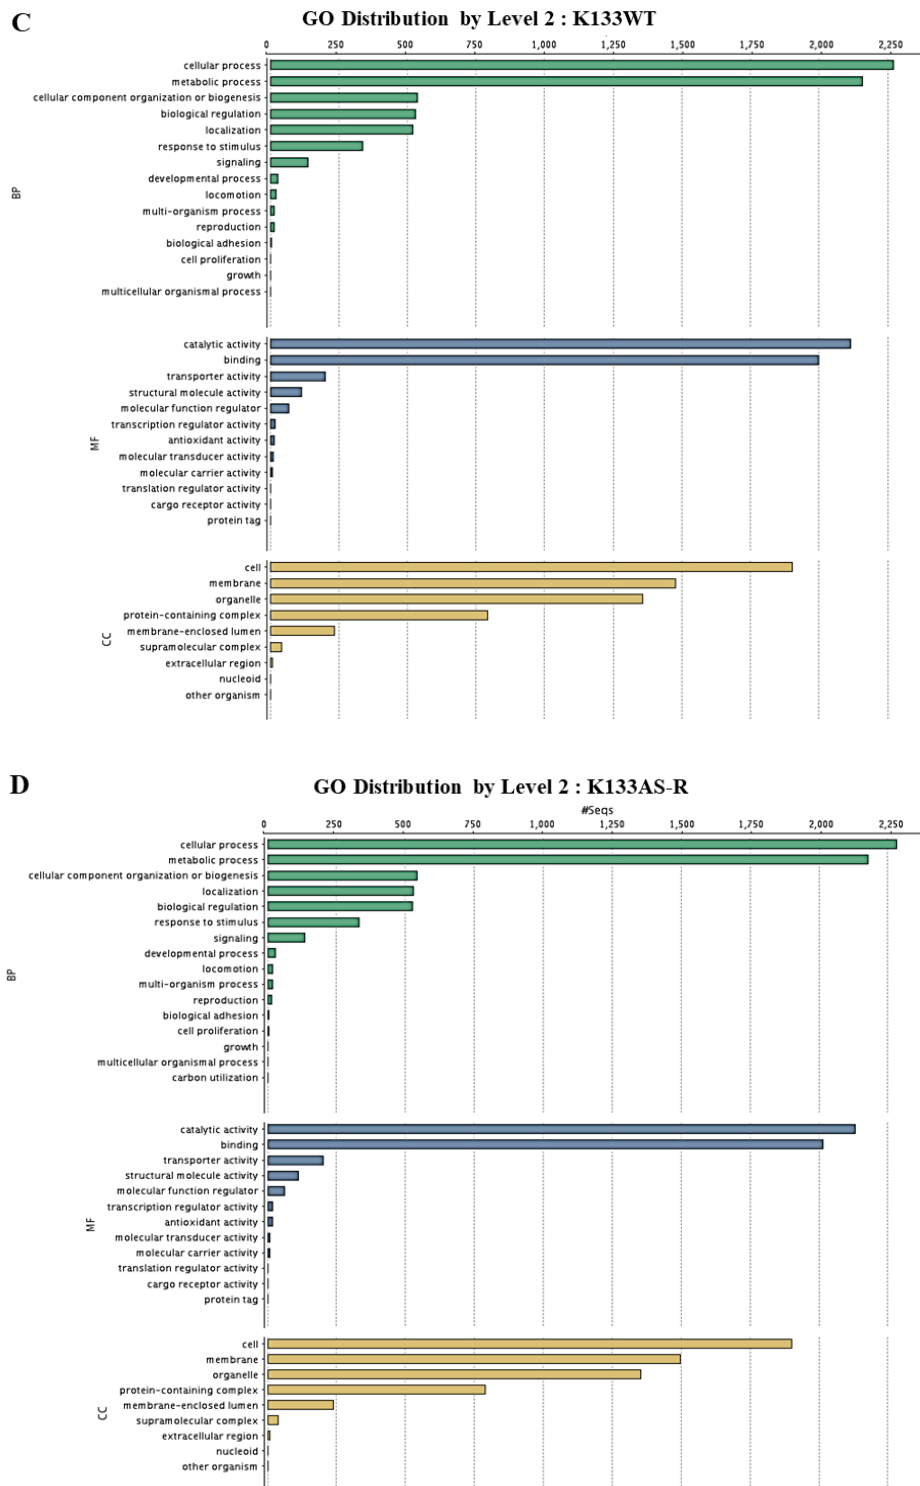 C
GO Distribution by Level 2 : K133WT
0 250 500 750 1,000 1,250 1,500 1,750 2,000 2,250
BP
cellular process
metabolic process
cellular component organization or biogenesis
biological regulation
localization
response to stimulus
signaling
developmental process
locomotion
multi-organism process
reproduction
biological adhesion
cell proliferation
growth
multicellular organismal process
MF
catalytic activity
binding
transporter activity
structural molecule activity
molecular function regulator
transcription regulator activity
antioxidant activity
molecular transducer activity
molecular carrier activity
translation regulator activity
cargo receptor activity
protein tag
CC
cell
membrane
organelle
protein-containing complex
membrane-enclosed lumen
supramolecular complex
extracellular region
nucleoid
other organism
D
GO Distribution by Level 2 : K133AS-R
#Seqs
0 250 500 750 1,000 1,250 1,500 1,750 2,000 2,250
BP
cellular process
metabolic process
cellular component organization or biogenesis
localization
biological regulation
response to stimulus
signaling
developmental process
locomotion
multi-organism process
reproduction
biological adhesion
cell proliferation
growth
multicellular organismal process
carbon utilization
MF
catalytic activity
binding
transporter activity
structural molecule activity
molecular function regulator
transcription regulator activity
antioxidant activity
molecular transducer activity
molecular carrier activity
translation regulator activity
cargo receptor activity
protein tag
CC
cell
membrane
organelle
protein-containing complex
membrane-enclosed lumen
supramolecular complex
extracellular region
nucleoid
other organism